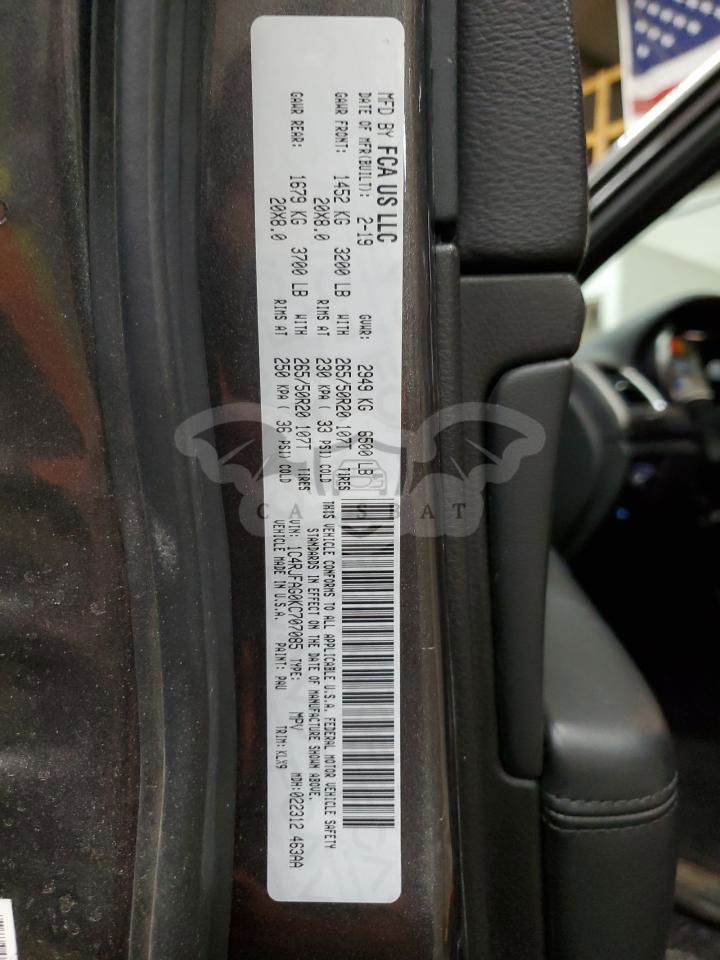 MFD BY FCA US LLC
DATE OF MFR(BUILT): 2-19 GVWR: 2949 KG 6500 LB
GAWR FRONT: 1452 KG 3200 LB WITH 265/50R20 107T TIRES
20X8.0 RIMS AT 230 KPA ( 33 PSI) COLD
GAWR REAR: 1679 KG 3700 LB WITH 265/50R20 107T TIRES
20X8.0 RIMS AT 250 KPA ( 36 PSI) COLD
THIS VEHICLE CONFORMS TO ALL APPLICABLE U.S.A. FEDERAL MOTOR VEHICLE SAFETY
STANDARDS IN EFFECT ON THE DATE OF MANUFACTURE SHOWN ABOVE.
VIN: 1C4RJFAG0KC707085 TYPE: MPV MDH:022312 463AA
VEHICLE MADE IN U.S.A. PAINT: PAU TRIM:KLX9
CARSBAT